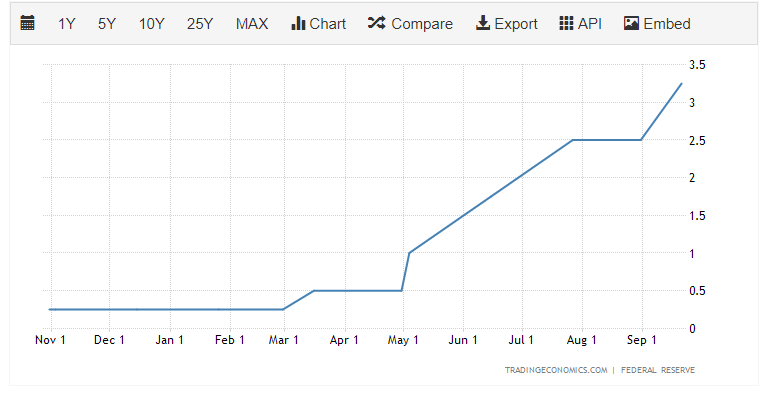 1Y 5Y 10Y 25Y MAX Chart Compare Export API Embed
3.5
3
2.5
2
1.5
1
0.5
0
Nov 1 Dec 1 Jan 1 Feb 1 Mar 1 Apr 1 May 1 Jun 1 Jul 1 Aug 1 Sep 1
TRADINGECONOMICS.COM | FEDERAL RESERVE